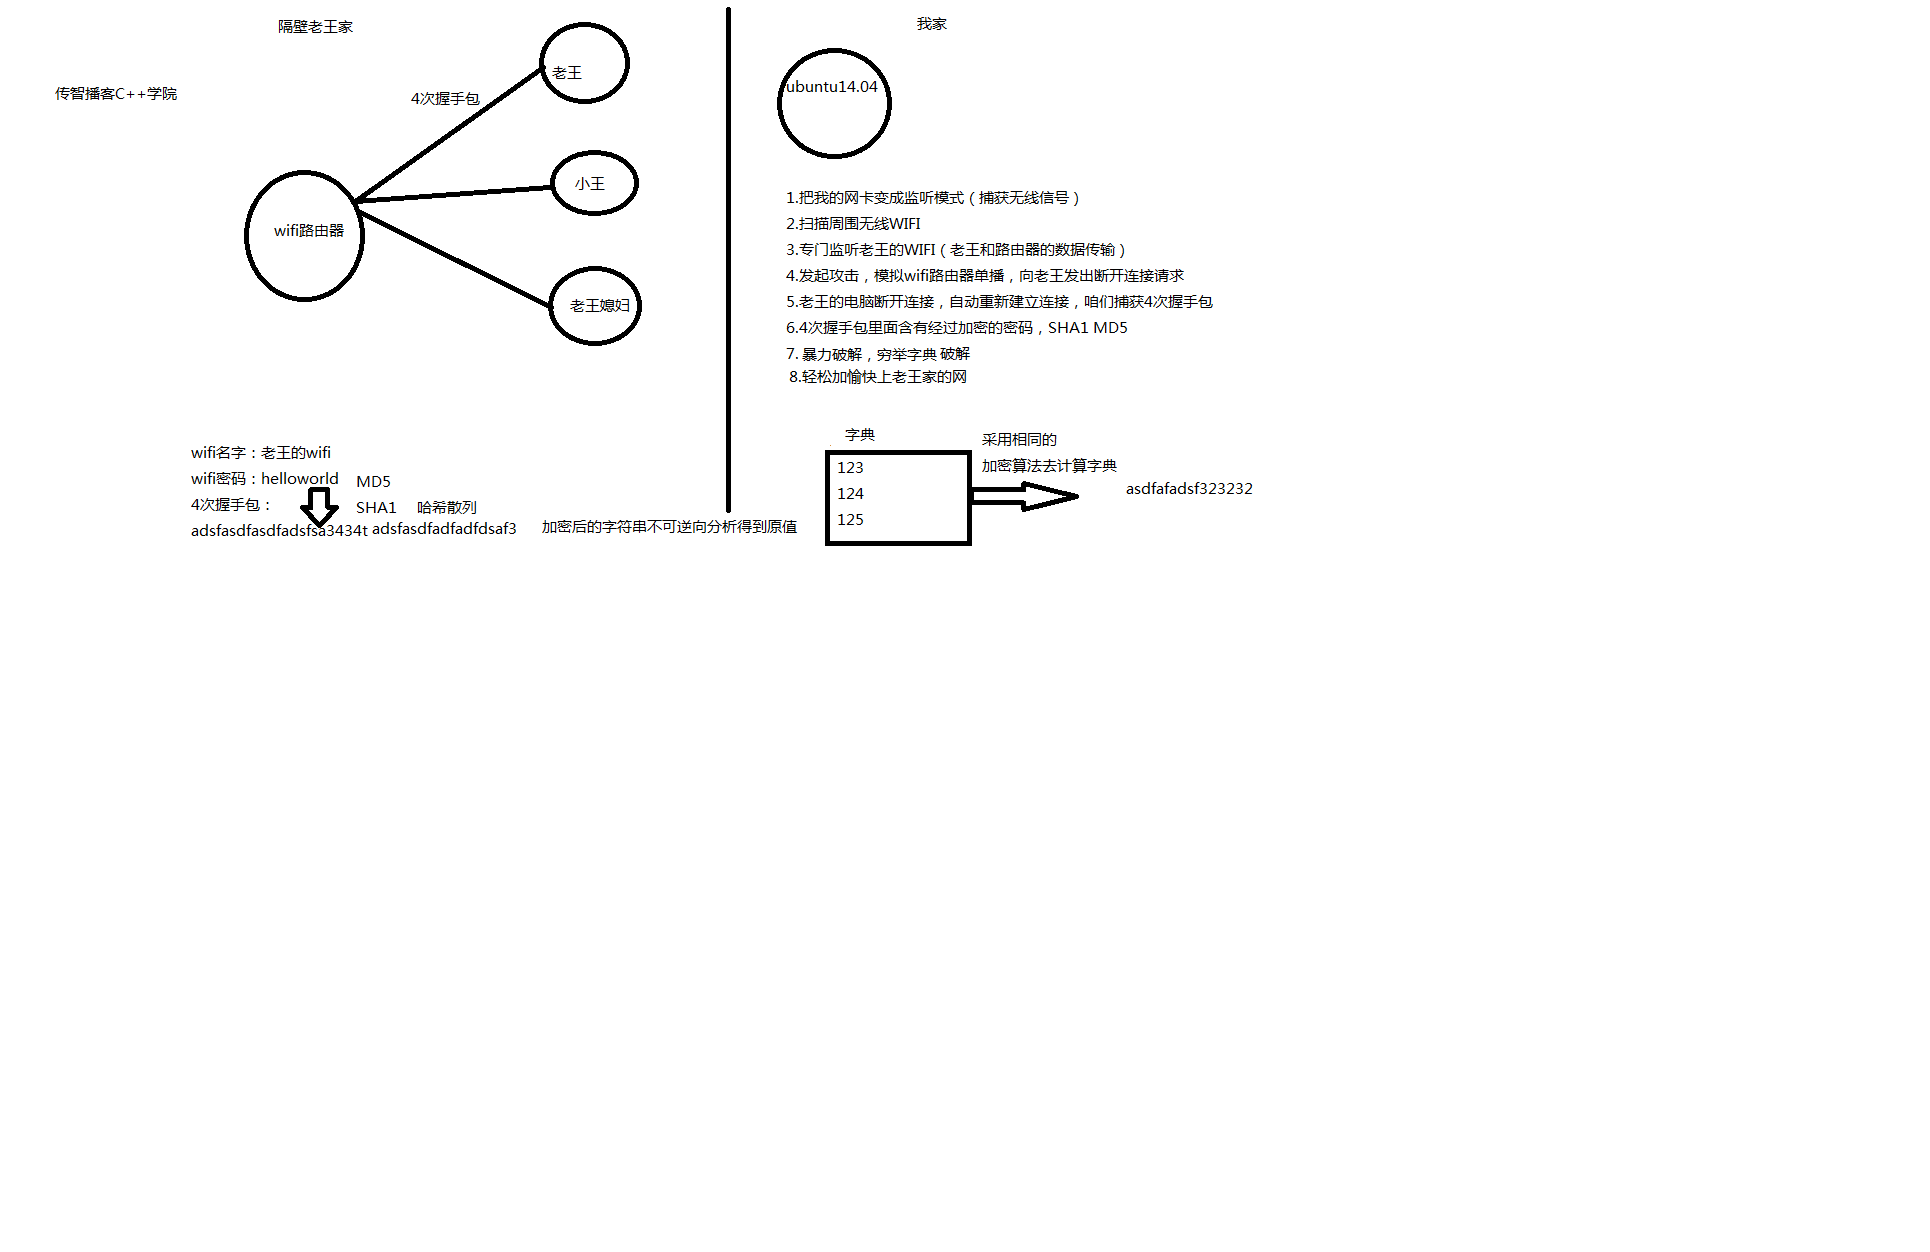 隔壁老王家
我家
传智播客C++学院
4次握手包
老王
小王
wifi路由器
老王媳妇
ubuntu14.04
1.把我的网卡变成监听模式（捕获无线信号）
2.扫描周围无线WIFI
3.专门监听老王的WIFI（老王和路由器的数据传输）
4.发起攻击，模拟wifi路由器单播，向老王发出断开连接请求
5.老王的电脑断开连接，自动重新建立连接，咱们捕获4次握手包
6.4次握手包里面含有经过加密的密码，SHA1 MD5
7. 暴力破解，穷举字典 破解
8.轻松加愉快上老王家的网
wifi名字：老王的wifi
wifi密码：helloworld
MD5
4次握手包：
SHA1 哈希散列
adsfasdfasdfadsfsa3434t adsfasdfadfadfdsaf3
加密后的字符串不可逆向分析得到原值
字典
123
124
125
采用相同的
加密算法去计算字典
asdfafadsf323232